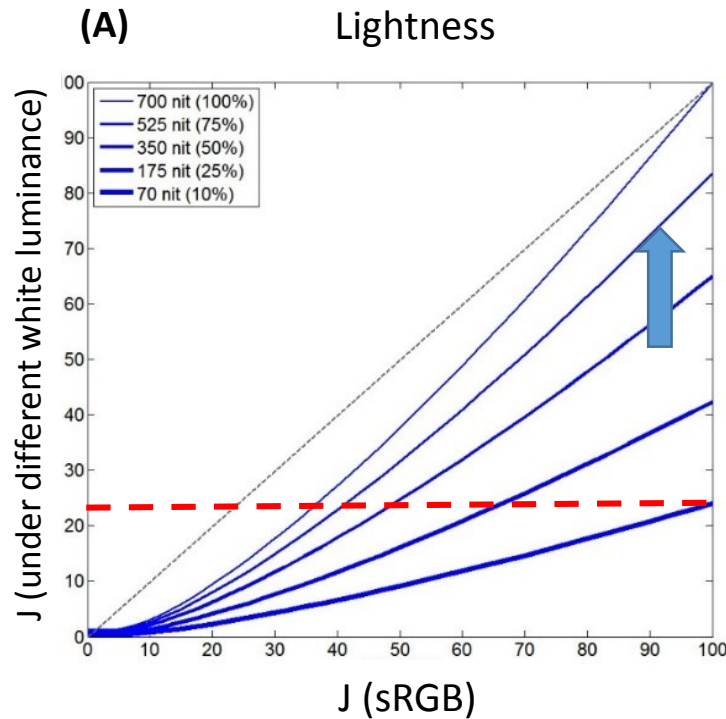 (A) Lightness
J (under different white luminance)
00
90
80
70
60
50
40
30
20
10
0
700 nit (100%)
525 nit (75%)
350 nit (50%)
175 nit (25%)
70 nit (10%)
0 10 20 30 40 50 60 70 80 90 100
J (sRGB)